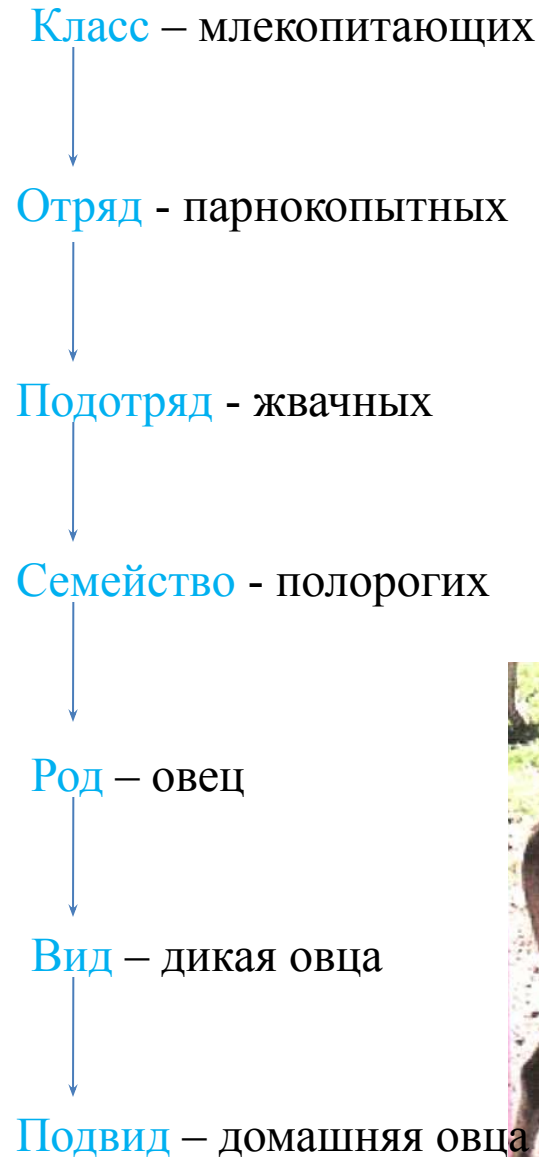 Класс – млекопитающих
Отряд - парнокопытных
Подотряд - жвачных
Семейство - полорогих
Род – овец
Вид – дикая овца
Подвид – домашняя овца